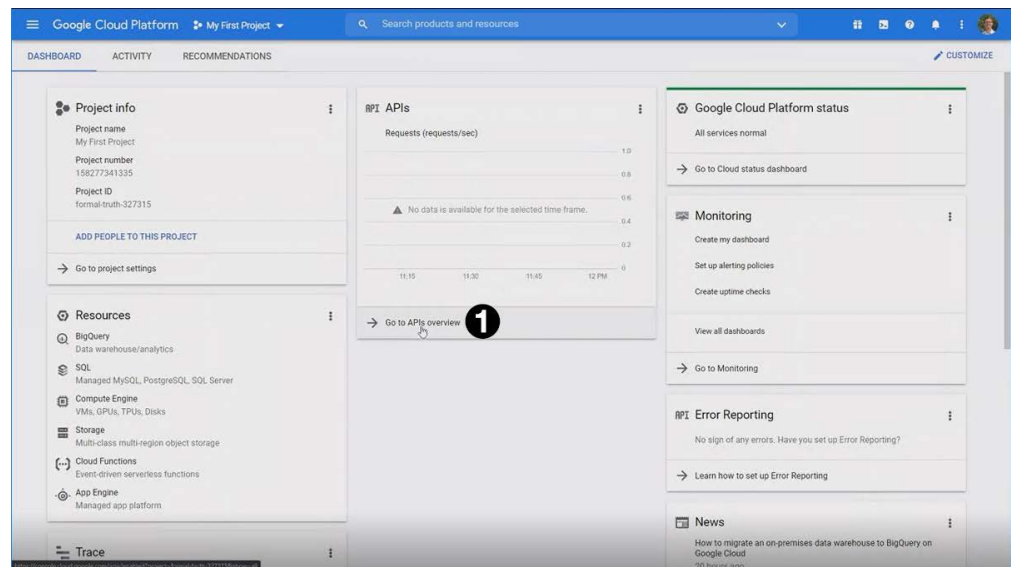 Google Cloud Platform
My First Project
Search products and resources
DASHBOARD
ACTIVITY
RECOMMENDATIONS
CUSTOMIZE
Project info
Project name
My First Project
Project number
158277341335
Project ID
formal-truth-327315
ADD PEOPLE TO THIS PROJECT
Go to project settings
Resources
BigQuery
Data warehouse/analytics
SQL
Managed MySQL, PostgreSQL, SQL Server
Compute Engine
VMs, GPUs, TPUs, Disks
Storage
Multi-class multi-region object storage
Cloud Functions
Event-driven serverless functions
App Engine
Managed app platform
Trace
API APIs
Requests (requests/sec)
1.0
0.8
0.6
No data is available for the selected time frame.
0.4
0.2
0
11:15 11:30 11:45 12 PM
Go to APIs overview
1
Google Cloud Platform status
All services normal
Go to Cloud status dashboard
Monitoring
Create my dashboard
Set up alerting policies
Create uptime checks
View all dashboards
Go to Monitoring
API Error Reporting
No sign of any errors. Have you set up Error Reporting?
Learn how to set up Error Reporting
News
How to migrate an on-premises data warehouse to BigQuery on
Google Cloud
20 hours ago